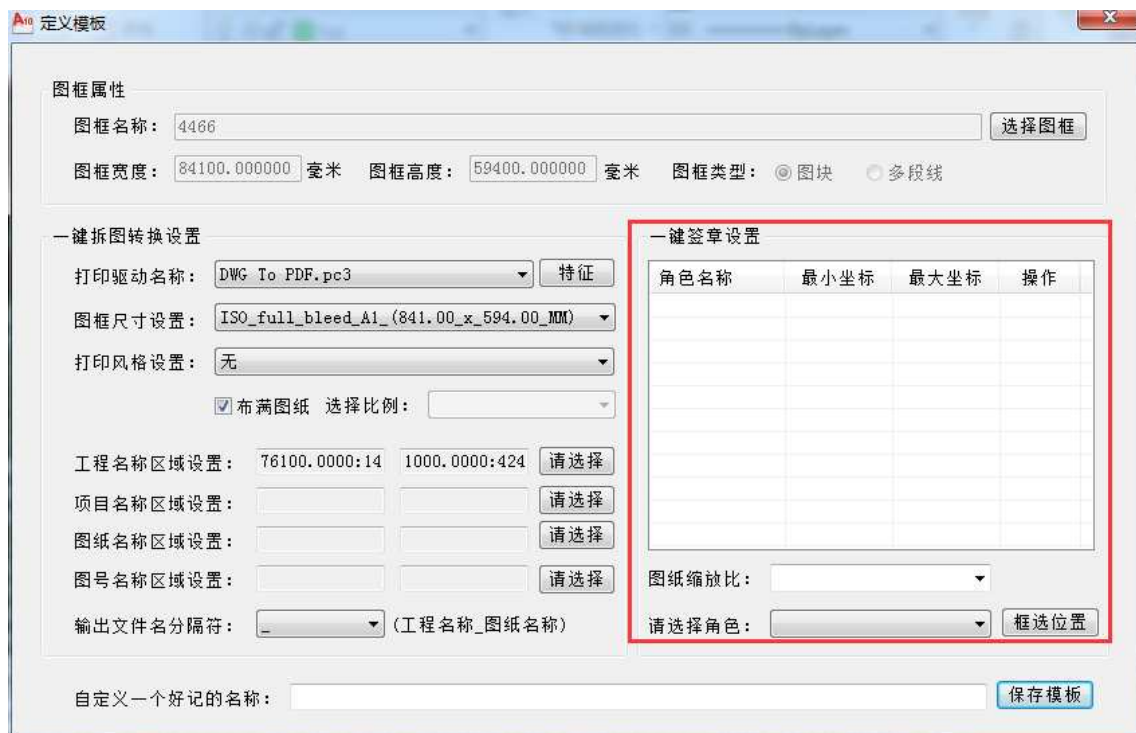 A10 定义模板
图框属性
图框名称： 4466 选择图框
图框宽度： 84100.000000 毫米 图框高度： 59400.000000 毫米 图框类型： 图块 多段线
一键拆图转换设置
打印驱动名称： DWG To PDF.pc3 特征
图框尺寸设置： ISO_full_bleed_A1_(841.00_x_594.00_MM)
打印风格设置： 无
布满图纸 选择比例：
工程名称区域设置： 76100.0000:14 1000.0000:424 请选择
项目名称区域设置： 请选择
图纸名称区域设置： 请选择
图号名称区域设置： 请选择
输出文件名分隔符： _ (工程名称_图纸名称)
一键签章设置
角色名称 最小坐标 最大坐标 操作
图纸缩放比：
请选择角色： 框选位置
自定义一个好记的名称： 保存模板